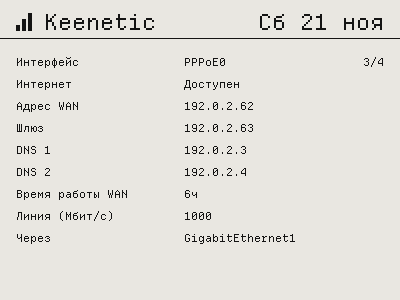 Keenetic Сб 21 ноя
Интерфейс PPPoE0 3/4
Интернет Доступен
Адрес WAN 192.0.2.62
Шлюз 192.0.2.63
DNS 1 192.0.2.3
DNS 2 192.0.2.4
Время работы WAN 6ч
Линия (Мбит/с) 1000
Через GigabitEthernet1